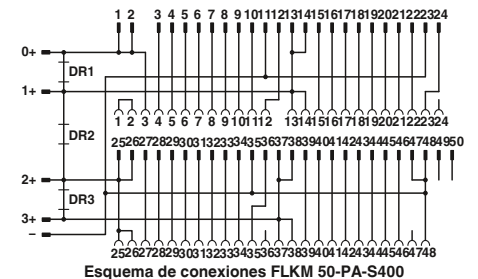 1 2 3 4 5 6 7 8 9 10 11 12 13 14 15 16 17 18 19 20 21 22 23 24
0+
DR1
1+
1 2 3 4 5 6 7 8 9 10 11 12 13 14 15 16 17 18 19 20 21 22 23 24
DR2
25 26 27 28 29 30 31 32 33 34 35 36 37 38 39 40 41 42 43 44 45 46 47 48 49 50
2+
DR3
3+
–
25 26 27 28 29 30 31 32 33 34 35 36 37 38 39 40 41 42 43 44 45 46 47 48
Esquema de conexiones FLKM 50-PA-S400